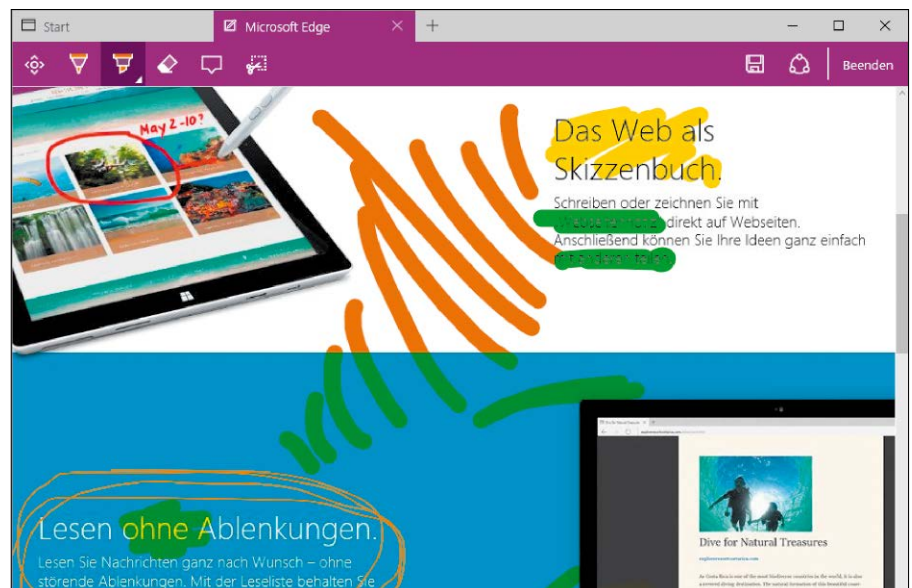 Start
Microsoft Edge
Beenden
May 2-10?
Das Web als
Skizzenbuch.
Schreiben oder zeichnen Sie mit
direkt auf Webseiten.
Anschließend können Sie Ihre Ideen ganz einfach
Lesen ohne Ablenkungen.
Lesen Sie Nachrichten ganz nach Wunsch – ohne
störende Ablenkungen. Mit der Leseliste behalten Sie
Dive for Natural Treasures